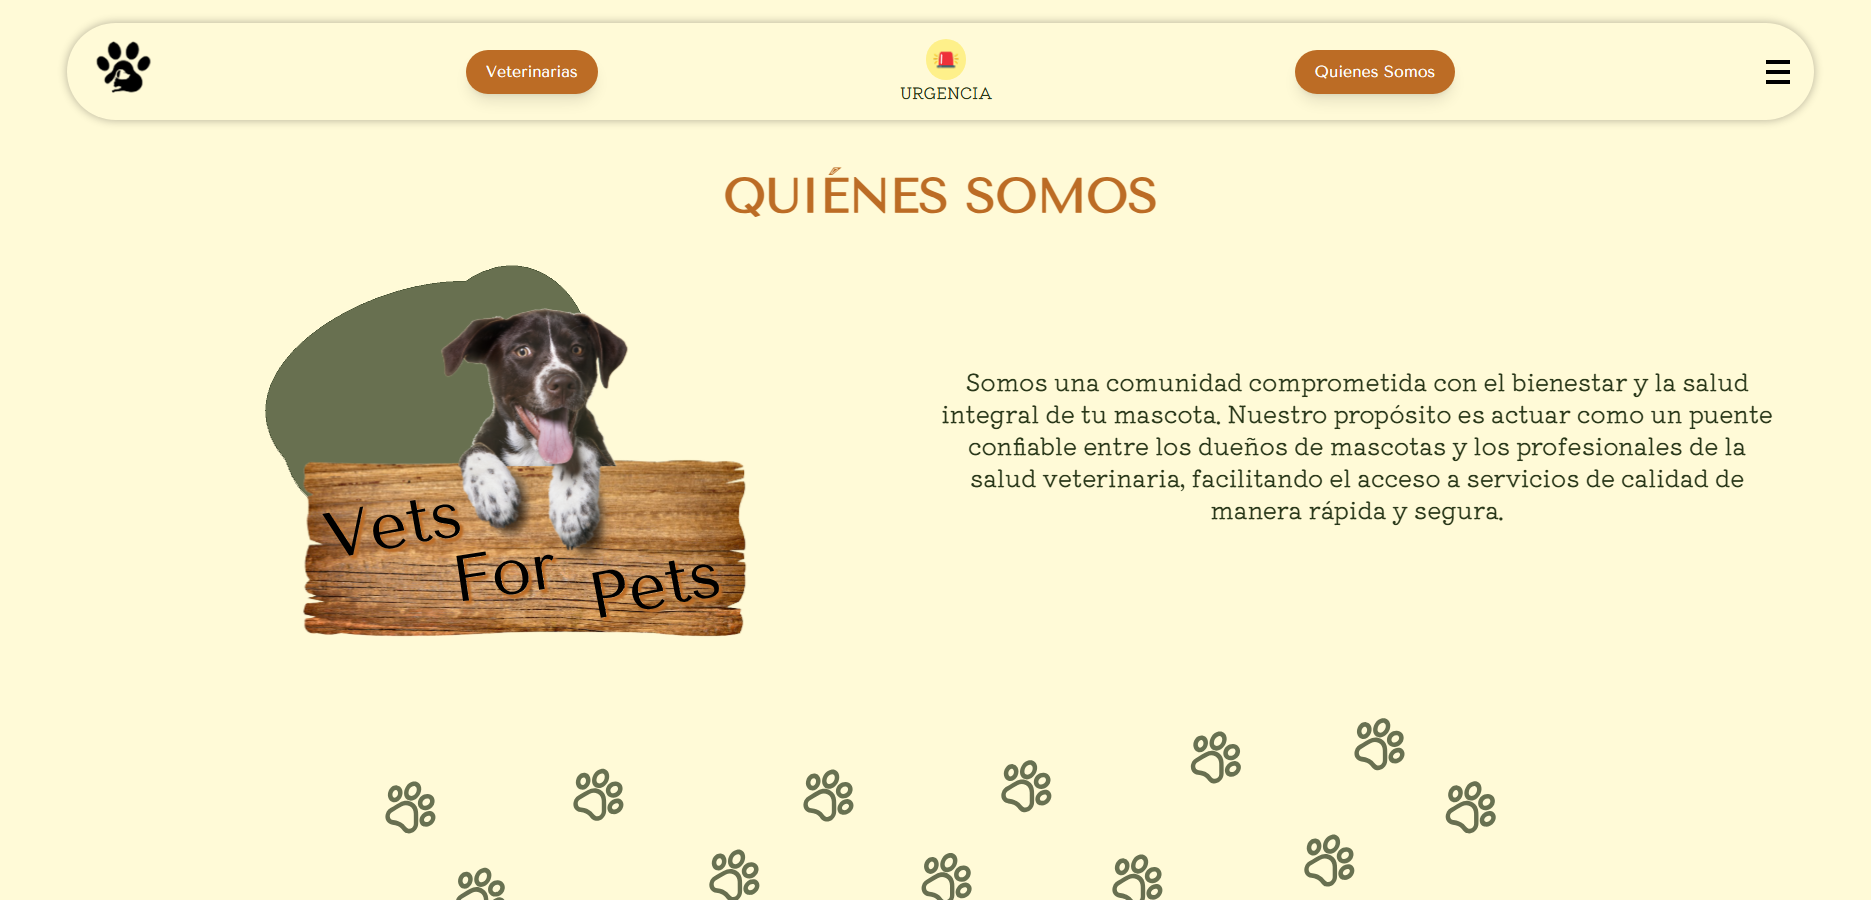 Veterinarias
URGENCIA
Quienes Somos
QUIÉNES SOMOS
Vets
For
Pets
Somos una comunidad comprometida con el bienestar y la salud
integral de tu mascota. Nuestro propósito es actuar como un puente
confiable entre los dueños de mascotas y los profesionales de la
salud veterinaria, facilitando el acceso a servicios de calidad de
manera rápida y segura.